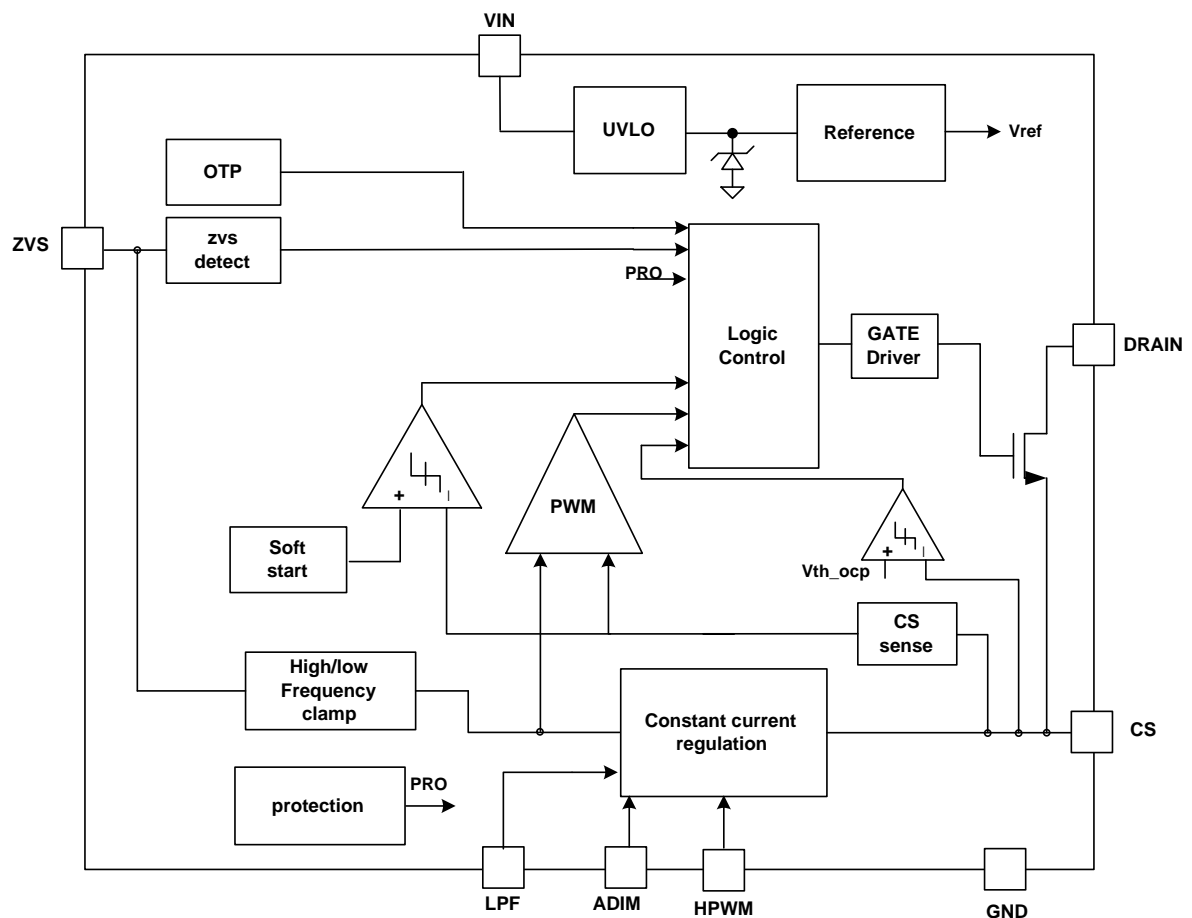 VIN
UVLO
Reference
Vref
OTP
ZVS
zvs
detect
PRO
Logic
Control
GATE
Driver
DRAIN
+
−
PWM
Soft
start
+
−
Vth_ocp
CS
sense
High/low
Frequency
clamp
Constant current
regulation
CS
protection
PRO
LPF
ADIM
HPWM
GND